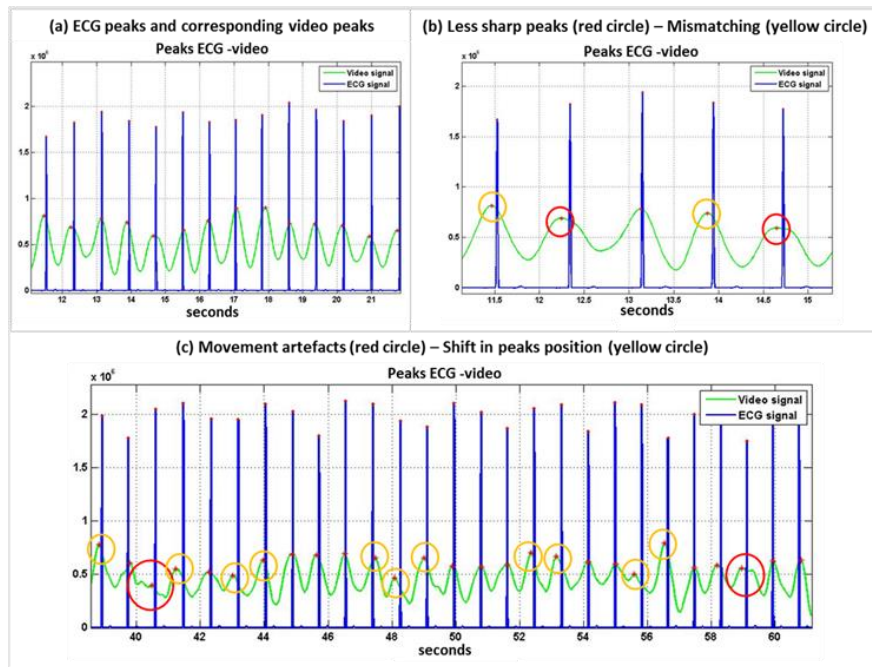 (a) ECG peaks and corresponding video peaks
Peaks ECG -video
x 10⁶
Video signal
ECG signal
2
1.5
1
0.5
0
12 13 14 15 16 17 18 19 20 21
seconds
(b) Less sharp peaks (red circle) – Mismatching (yellow circle)
Peaks ECG -video
x 10⁶
Video signal
ECG signal
2
1.5
1
0.5
0
11.5 12 12.5 13 13.5 14 14.5 15
seconds
(c) Movement artefacts (red circle) – Shift in peaks position (yellow circle)
Peaks ECG -video
x 10⁶
Video signal
ECG signal
2
1.5
1
0.5
0
40 42 44 46 48 50 52 54 56 58 60
seconds